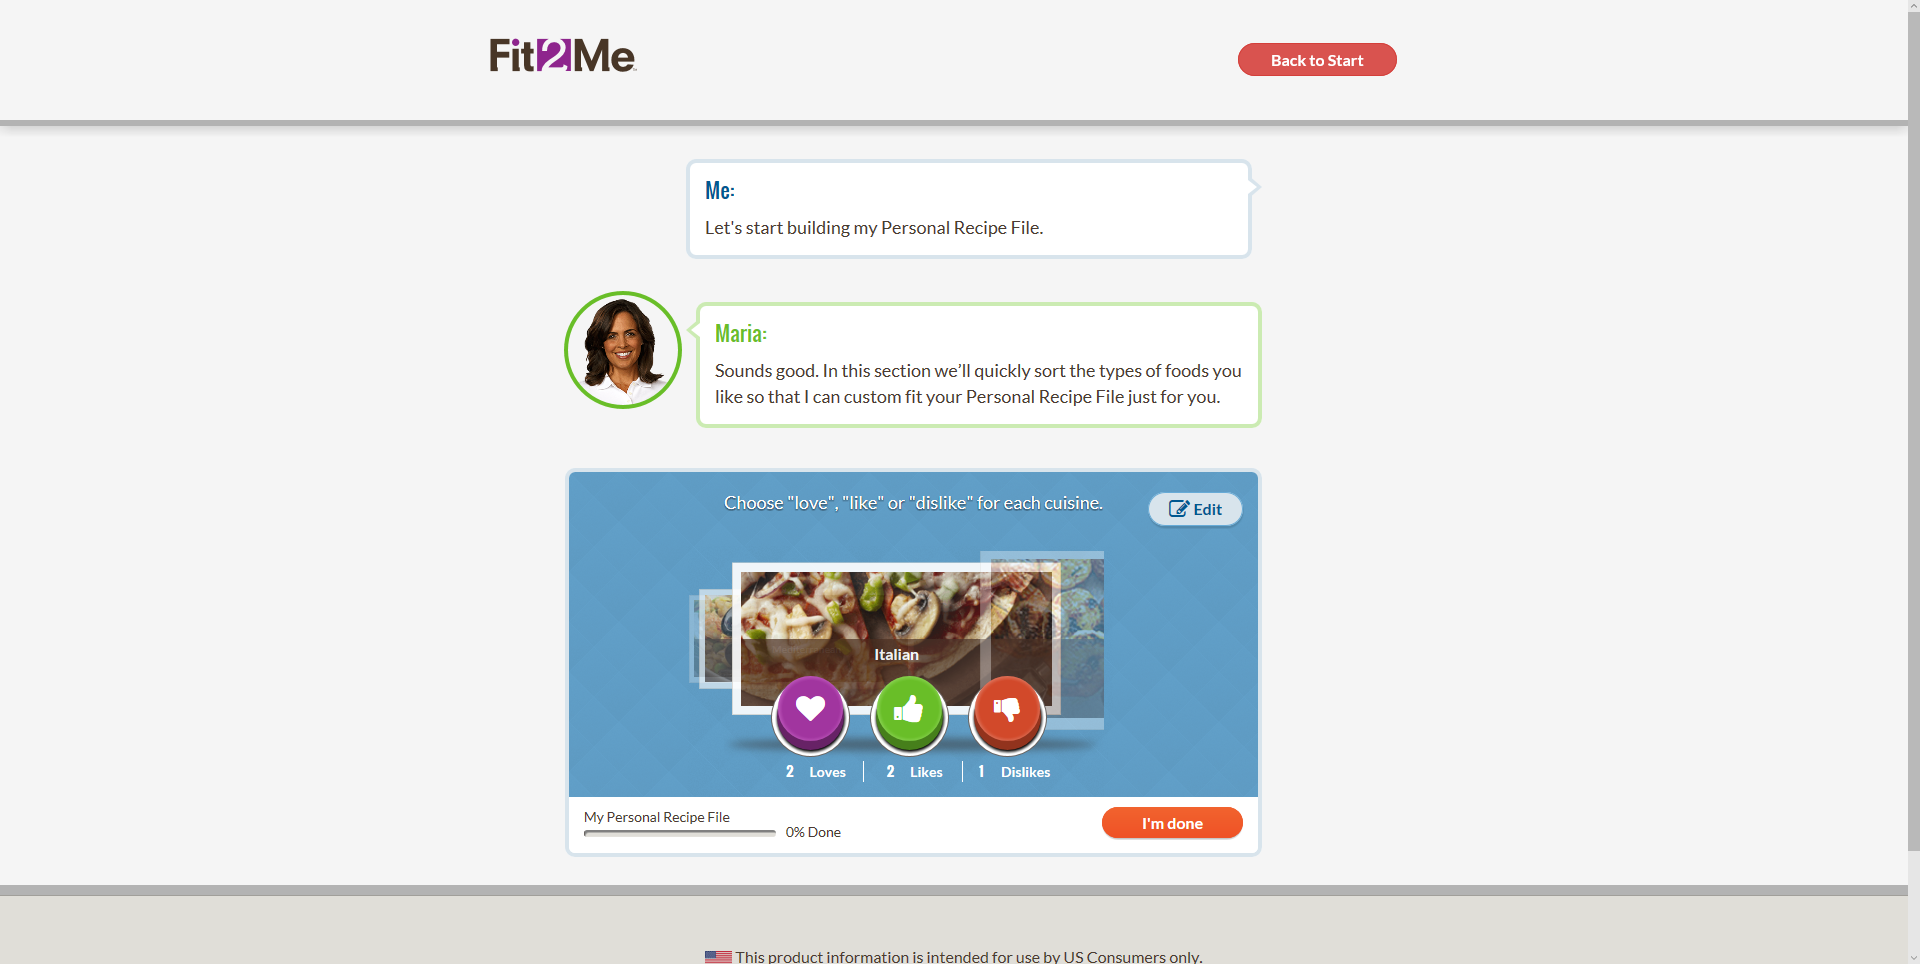 Fit2Me
Back to Start
Me:
Let's start building my Personal Recipe File.
Maria:
Sounds good. In this section we’ll quickly sort the types of foods you
like so that I can custom fit your Personal Recipe File just for you.
Choose "love", "like" or "dislike" for each cuisine.
Edit
Italian
2 Loves
2 Likes
1 Dislikes
My Personal Recipe File
0% Done
I'm done
This product information is intended for use by US Consumers only.